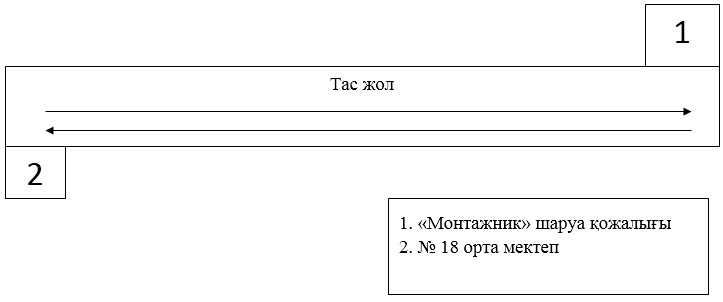 1
Тас жол
2
1. «Монтажник» шаруа қожалығы
2. № 18 орта мектеп